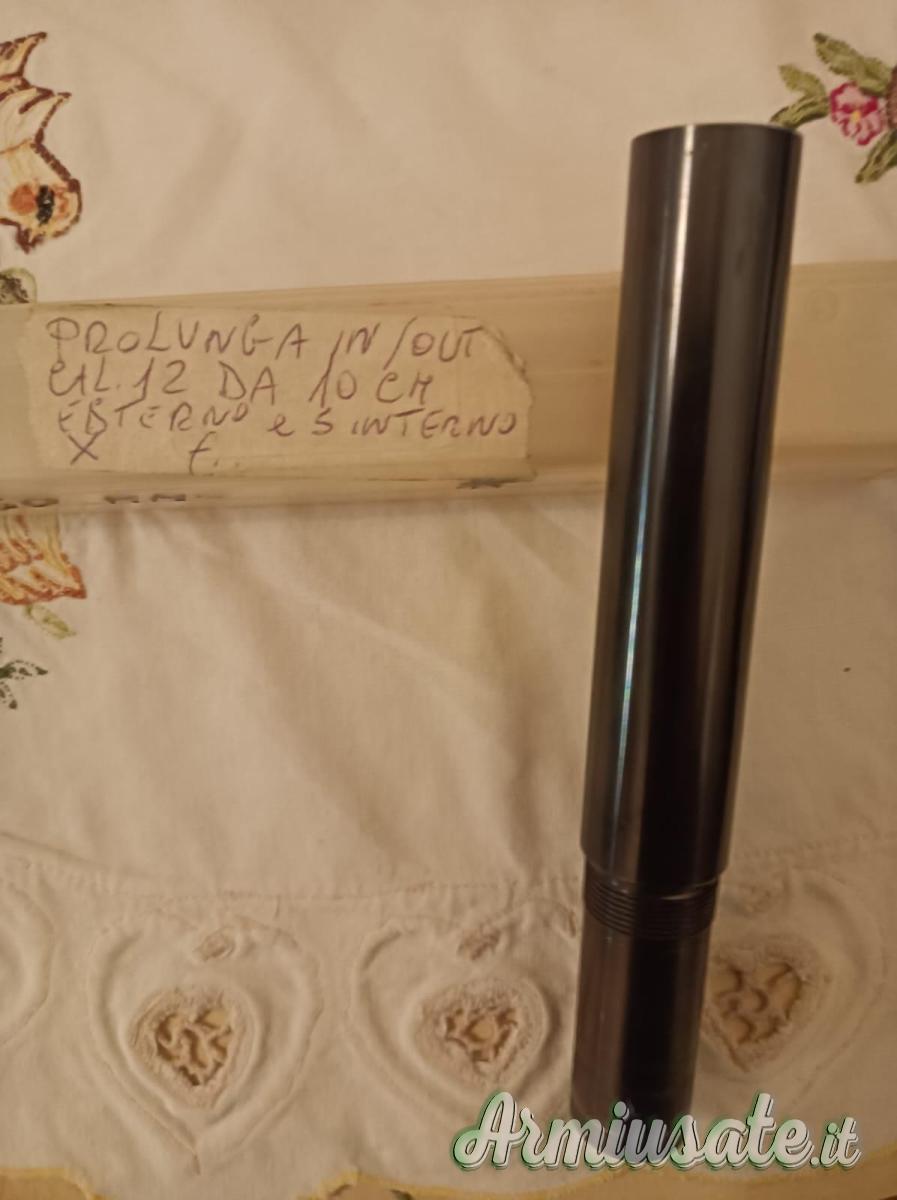 PROLUNGA IN/OUT
CAL.12 DA 10 CM
ESTERNO e 5 INTERNO
X f..
Armiusate.it